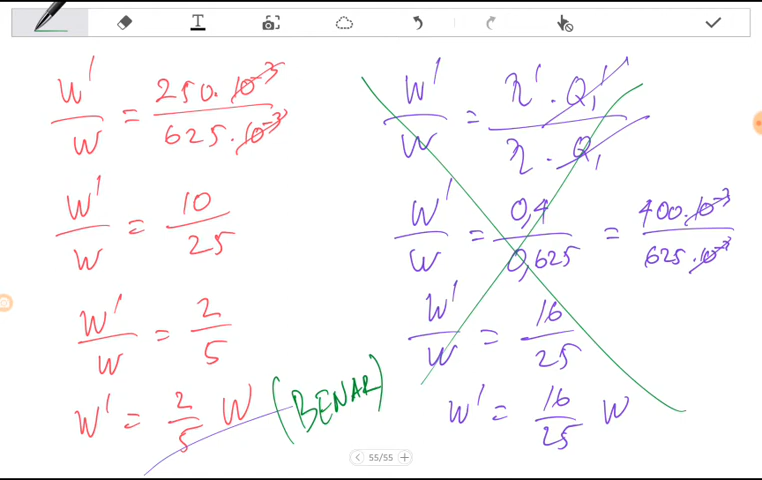 T
W'/W = 250.10⁻³/625.10⁻³
W'/W = 10/25
W'/W = 2/5
W' = 2/5 W (BENAR)
W'/W = η'.Q₁'/η.Q₁
W'/W = 0,4/0,625 = 400.10⁻³/625.10⁻³
W'/W = 16/25
W' = 16/25 W
< 55/55 +